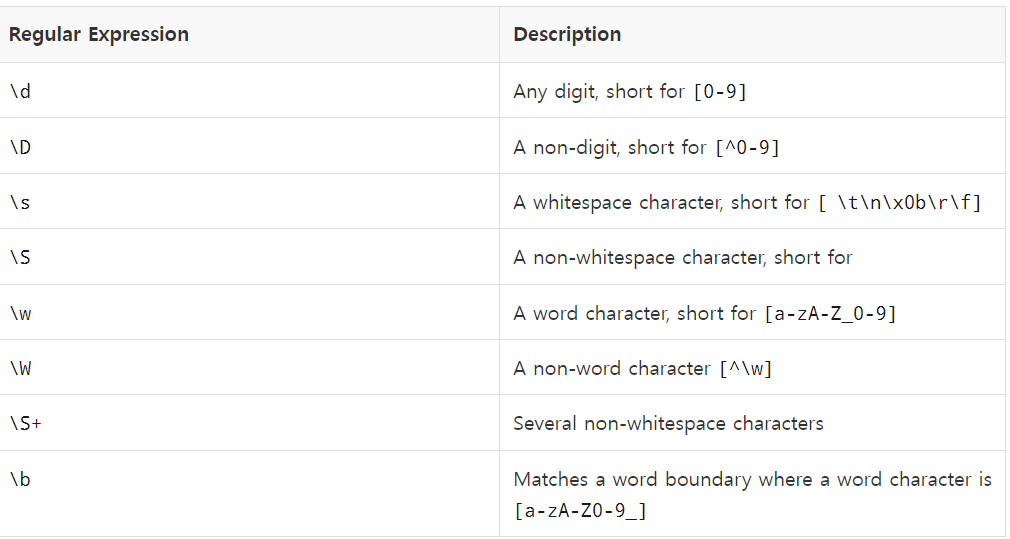 Regular Expression Description
\d Any digit, short for [0-9]
\D A non-digit, short for [^0-9]
\s A whitespace character, short for [ \t\n\x0b\r\f]
\S A non-whitespace character, short for
\w A word character, short for [a-zA-Z_0-9]
\W A non-word character [^\w]
\S+ Several non-whitespace characters
\b Matches a word boundary where a word character is
[a-zA-Z0-9_]